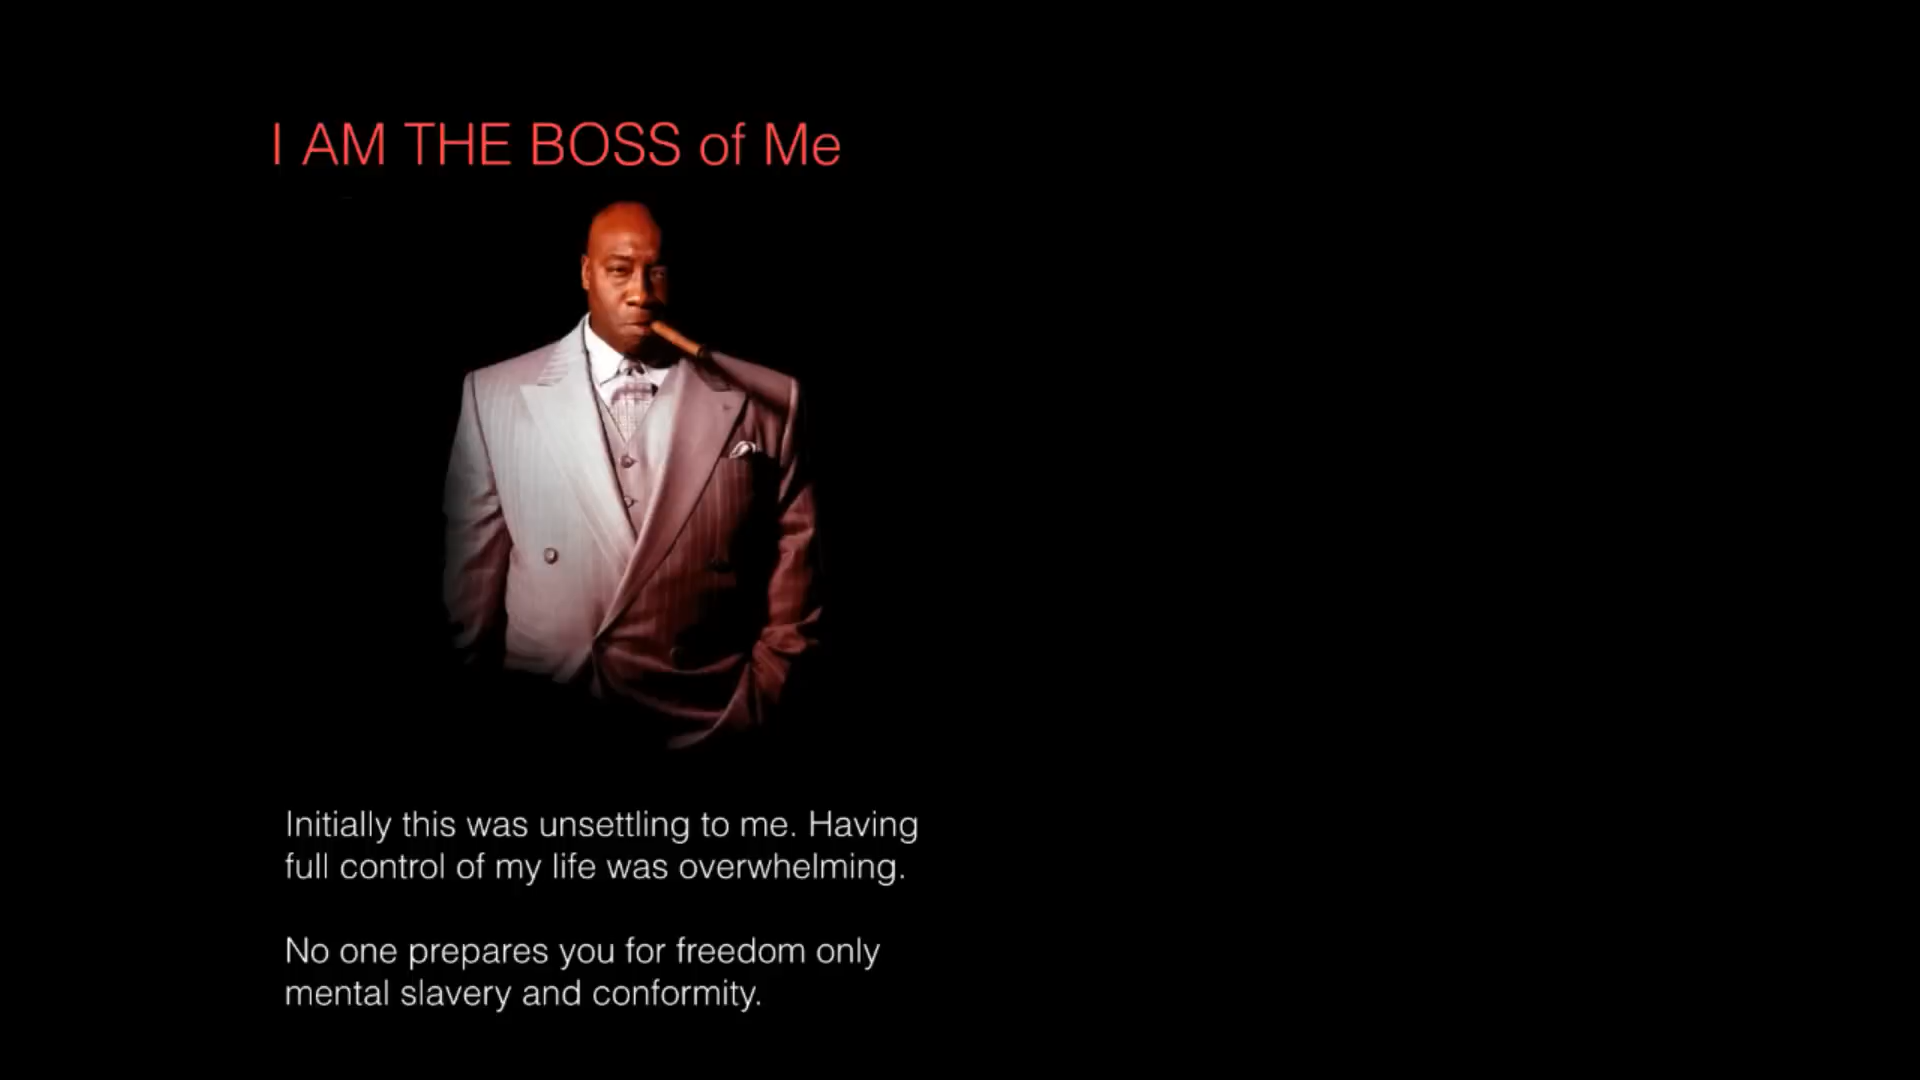 I AM THE BOSS of Me
Initially this was unsettling to me. Having
full control of my life was overwhelming.
No one prepares you for freedom only
mental slavery and conformity.